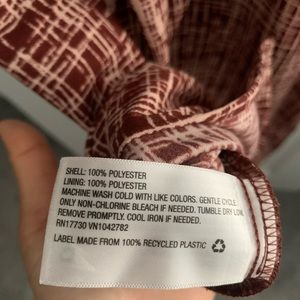 SHELL: 100% POLYESTER
LINING: 100% POLYESTER
MACHINE WASH COLD WITH LIKE COLORS. GENTLE CYCLE
ONLY NON-CHLORINE BLEACH IF NEEDED. TUMBLE DRY LOW.
REMOVE PROMPTLY. COOL IRON IF NEEDED.
RN17730 VN1042782
LABEL MADE FROM 100% RECYCLED PLASTIC